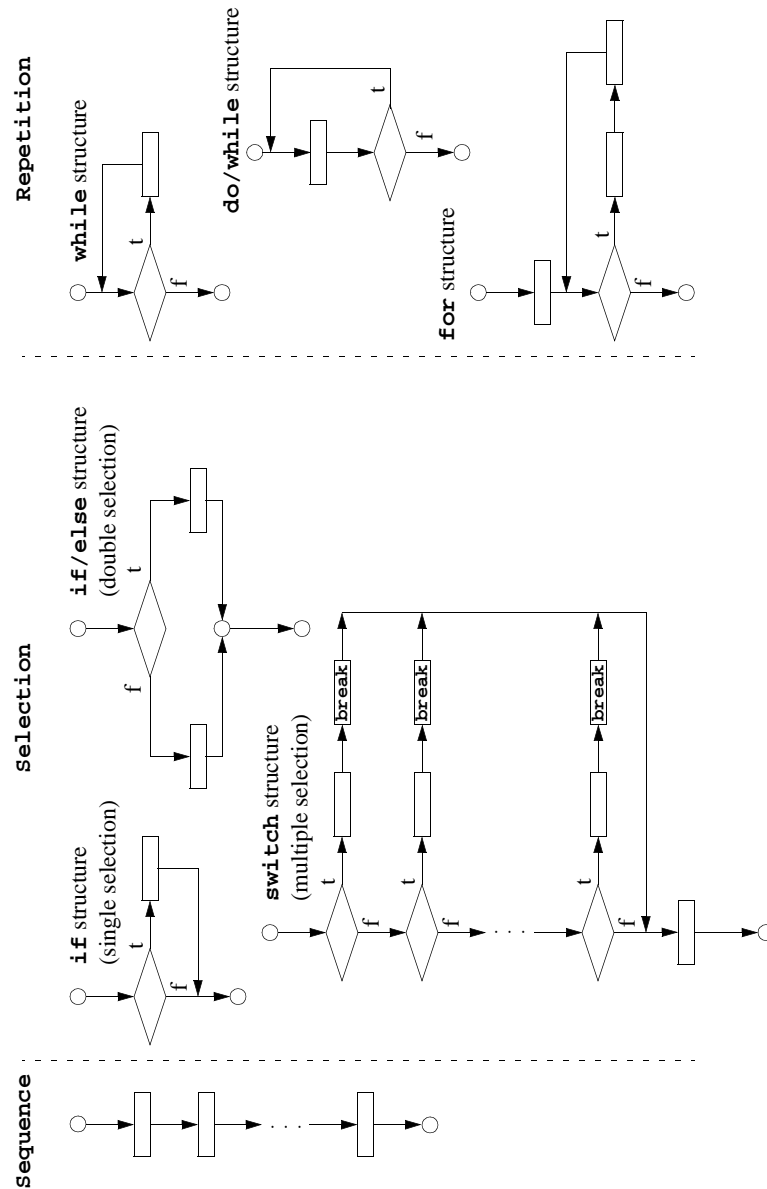 Sequence
. . .
Selection
if structure
(single selection)
t
f
if/else structure
(double selection)
f
t
switch structure
(multiple selection)
t
break
f
t
break
f
. . .
t
break
f
Repetition
while structure
t
f
do/while structure
t
f
for structure
t
f